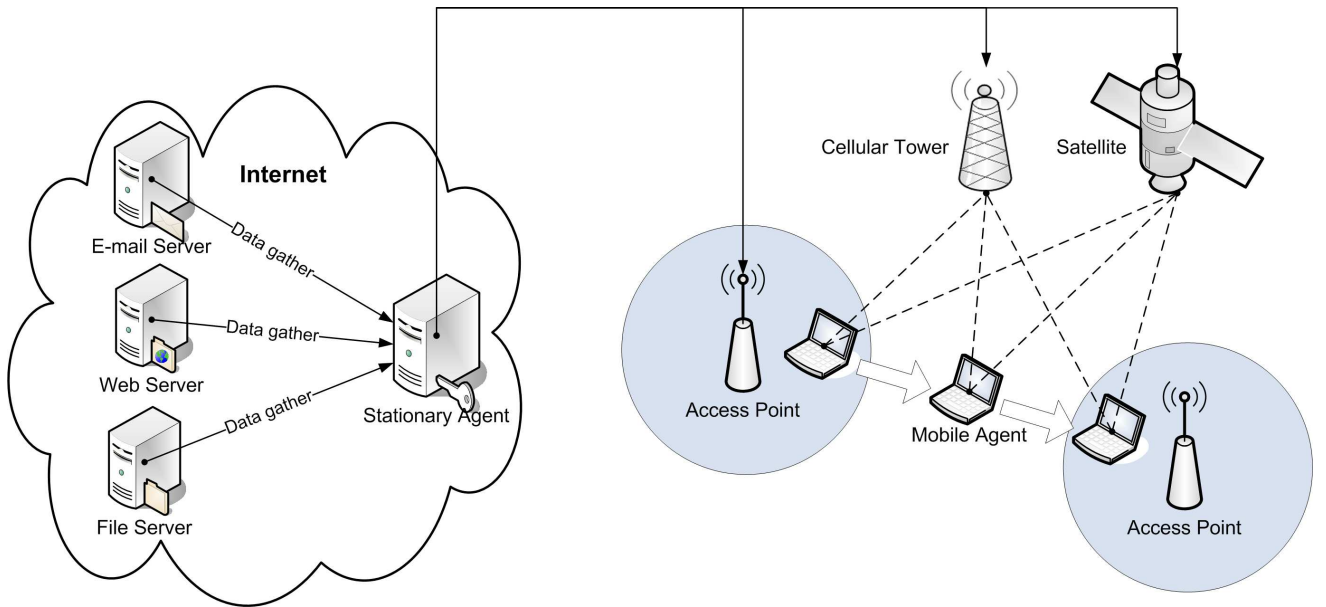 Internet
E-mail Server
Data gather
Web Server
Data gather
File Server
Data gather
Stationary Agent
Cellular Tower
Satellite
Access Point
Mobile Agent
Access Point